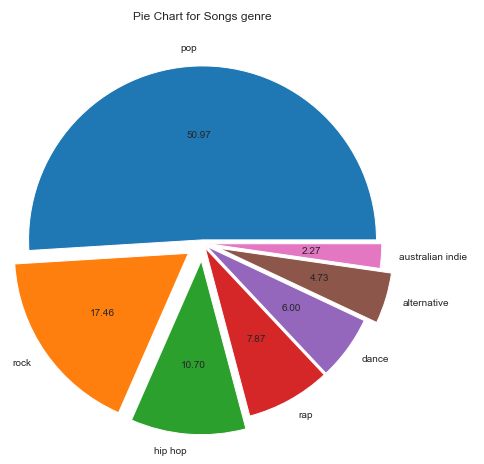 Pie Chart for Songs genre
pop
50.97
2.27
australian indie
4.73
alternative
6.00
17.46
7.87
dance
rock
10.70
rap
hip hop